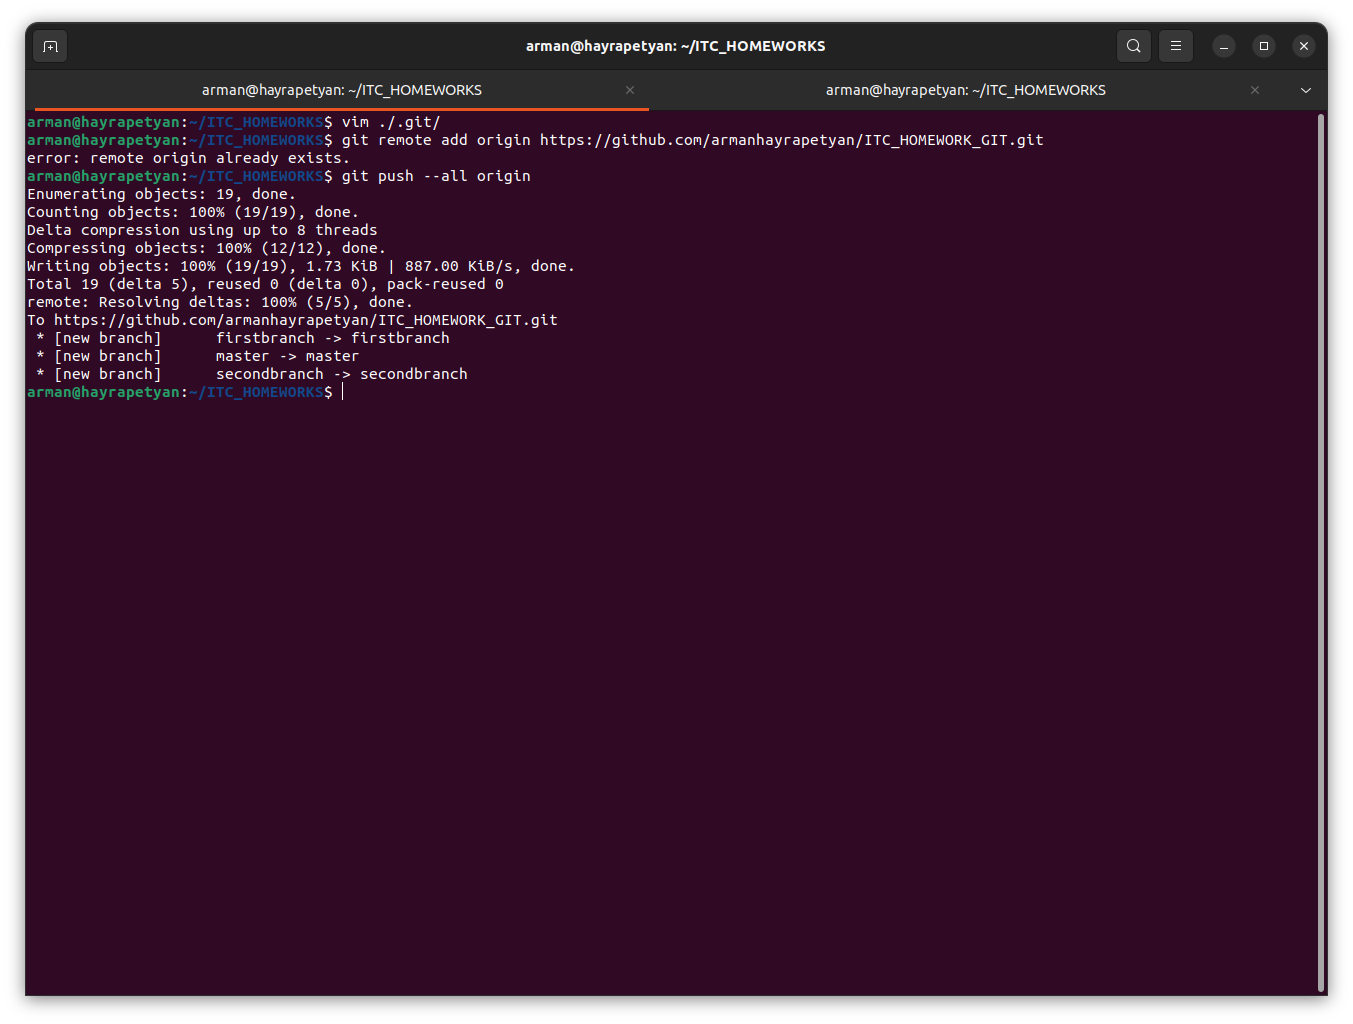 arman@hayrapetyan: ~/ITC_HOMEWORKS
arman@hayrapetyan: ~/ITC_HOMEWORKS
arman@hayrapetyan: ~/ITC_HOMEWORKS
arman@hayrapetyan:~/ITC_HOMEWORKS$ vim ./.git/
arman@hayrapetyan:~/ITC_HOMEWORKS$ git remote add origin https://github.com/armanhayrapetyan/ITC_HOMEWORK_GIT.git
error: remote origin already exists.
arman@hayrapetyan:~/ITC_HOMEWORKS$ git push --all origin
Enumerating objects: 19, done.
Counting objects: 100% (19/19), done.
Delta compression using up to 8 threads
Compressing objects: 100% (12/12), done.
Writing objects: 100% (19/19), 1.73 KiB | 887.00 KiB/s, done.
Total 19 (delta 5), reused 0 (delta 0), pack-reused 0
remote: Resolving deltas: 100% (5/5), done.
To https://github.com/armanhayrapetyan/ITC_HOMEWORK_GIT.git
 * [new branch]      firstbranch -> firstbranch
 * [new branch]      master -> master
 * [new branch]      secondbranch -> secondbranch
arman@hayrapetyan:~/ITC_HOMEWORKS$